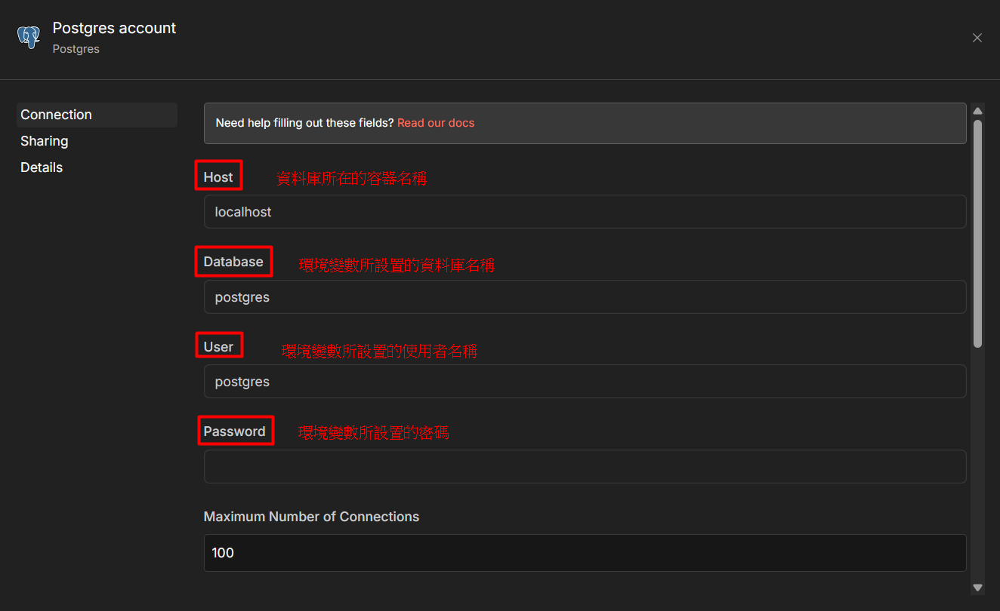 Postgres account
Postgres
Connection
Sharing
Details
Need help filling out these fields? Read our docs
Host 資料庫所在的容器名稱
localhost
Database 環境變數所設置的資料庫名稱
postgres
User 環境變數所設置的使用者名稱
postgres
Password 環境變數所設置的密碼
Maximum Number of Connections
100